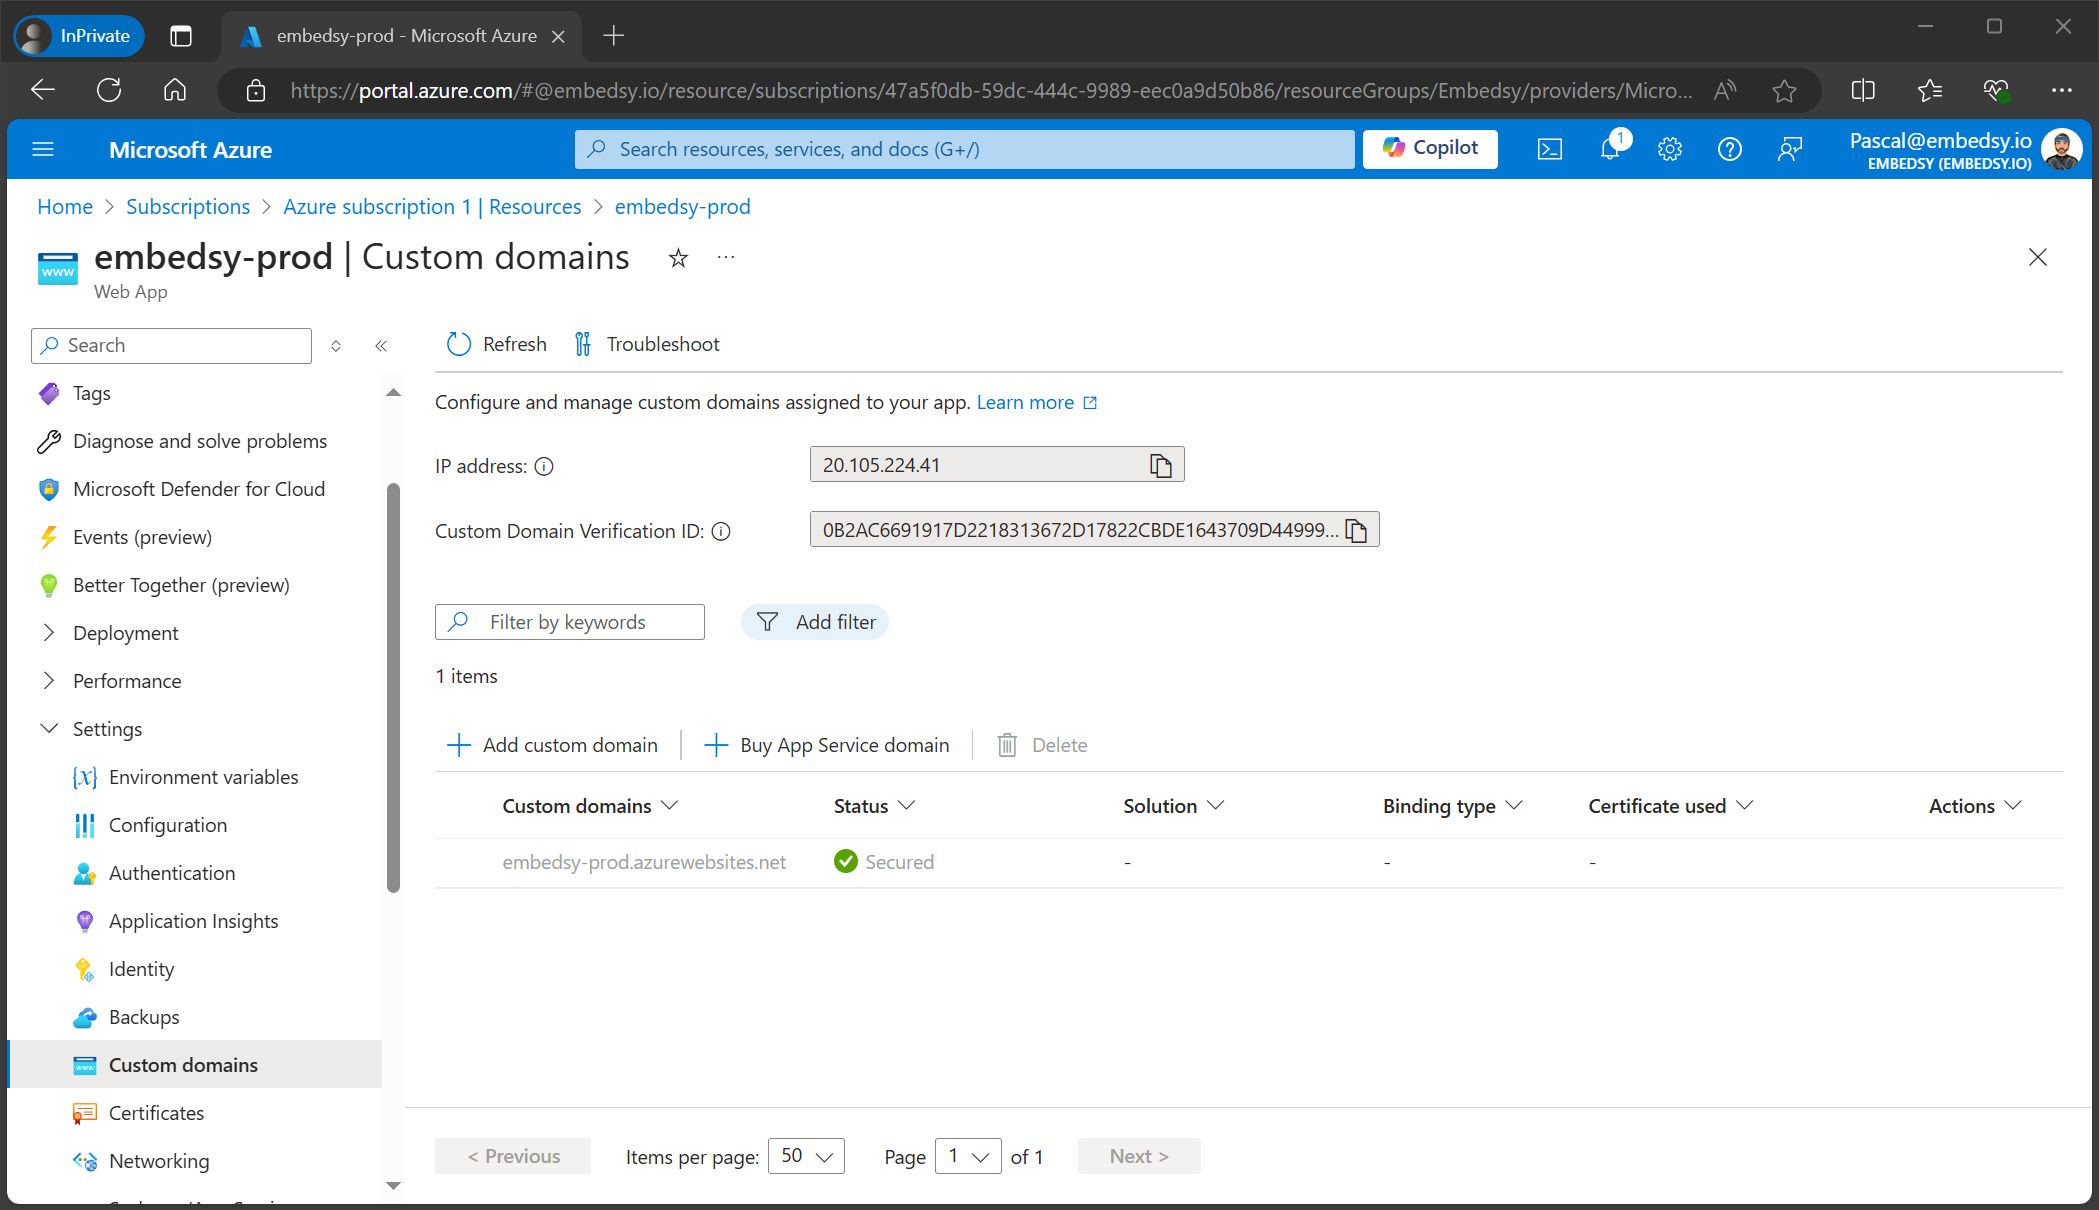 InPrivate
embedsy-prod - Microsoft Azure
https://portal.azure.com/#@embedsy.io/resource/subscriptions/47a5f0db-59dc-444c-9989-eec0a9d50b86/resourceGroups/Embedsy/providers/Micro...
Microsoft Azure
Search resources, services, and docs (G+/)
Copilot
1
Pascal@embedsy.io
EMBEDSY (EMBEDSY.IO)
Home > Subscriptions > Azure subscription 1 | Resources > embedsy-prod
embedsy-prod | Custom domains
Web App
Search
Tags
Diagnose and solve problems
Microsoft Defender for Cloud
Events (preview)
Better Together (preview)
Deployment
Performance
Settings
Environment variables
Configuration
Authentication
Application Insights
Identity
Backups
Custom domains
Certificates
Networking
Refresh
Troubleshoot
Configure and manage custom domains assigned to your app. Learn more
IP address:
20.105.224.41
Custom Domain Verification ID:
0B2AC6691917D2218313672D17822CBDE1643709D44999...
Filter by keywords
Add filter
1 items
Add custom domain
Buy App Service domain
Delete
Custom domains Status Solution Binding type Certificate used Actions
embedsy-prod.azurewebsites.net Secured - - -
< Previous Items per page: 50 Page 1 of 1 Next >